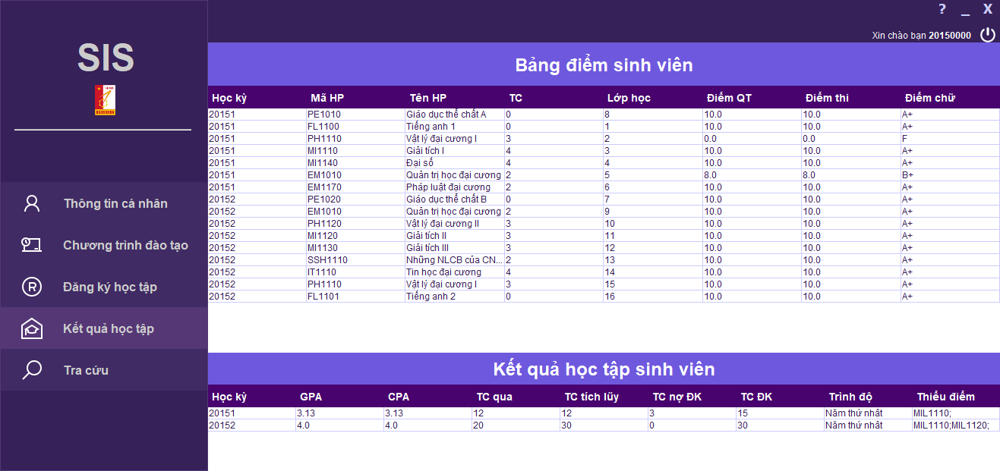 ? _ X
Xin chào bạn 20150000
SIS
BÁCH KHOA
Thông tin cá nhân
Chương trình đào tạo
Đăng ký học tập
Kết quả học tập
Tra cứu
Bảng điểm sinh viên
Học kỳ Mã HP Tên HP TC Lớp học Điểm QT Điểm thi Điểm chữ
20151 PE1010 Giáo dục thể chất A 0 8 10.0 10.0 A+
20151 FL1100 Tiếng anh 1 0 1 10.0 10.0 A+
20151 PH1110 Vật lý đại cương I 3 2 0.0 0.0 F
20151 MI1110 Giải tích I 4 3 10.0 10.0 A+
20151 MI1140 Đại số 4 4 10.0 10.0 A+
20151 EM1010 Quản trị học đại cương 2 5 8.0 8.0 B+
20151 EM1170 Pháp luật đại cương 2 6 10.0 10.0 A+
20152 PE1020 Giáo dục thể chất B 0 7 10.0 10.0 A+
20152 EM1010 Quản trị học đại cương 2 9 10.0 10.0 A+
20152 PH1120 Vật lý đại cương II 3 10 10.0 10.0 A+
20152 MI1120 Giải tích II 3 11 10.0 10.0 A+
20152 MI1130 Giải tích III 3 12 10.0 10.0 A+
20152 SSH1110 Những NLCB của CN... 2 13 10.0 10.0 A+
20152 IT1110 Tin học đại cương 4 14 10.0 10.0 A+
20152 PH1110 Vật lý đại cương I 3 15 10.0 10.0 A+
20152 FL1101 Tiếng anh 2 0 16 10.0 10.0 A+
Kết quả học tập sinh viên
Học kỳ GPA CPA TC qua TC tích lũy TC nợ ĐK TC ĐK Trình độ Thiếu điểm
20151 3.13 3.13 12 12 3 15 Năm thứ nhất MIL1110;
20152 4.0 4.0 20 30 0 30 Năm thứ nhất MIL1110;MIL1120;